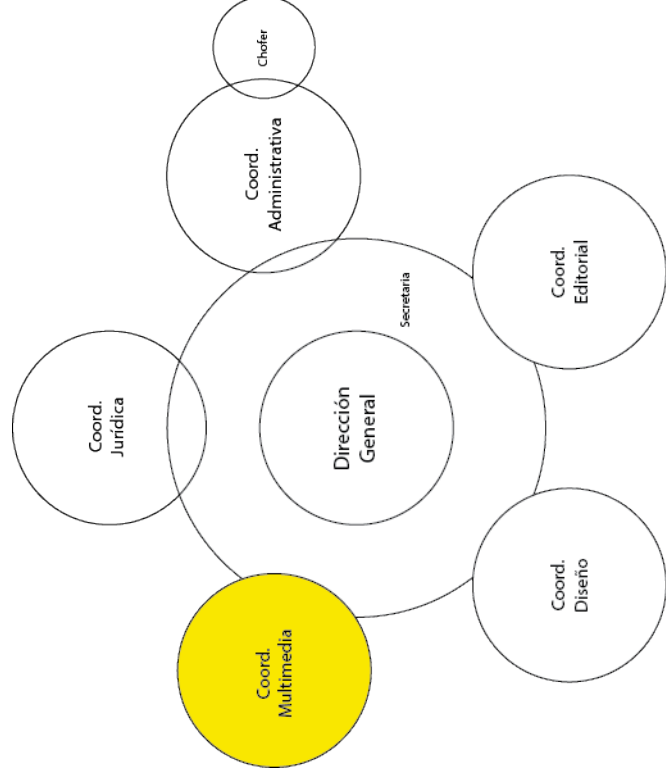 Coord.
Jurídica
Coord.
Multimedia
Coord.
Administrativa
Chofer
Dirección
General
Secretaria
Coord.
Diseño
Coord.
Editorial